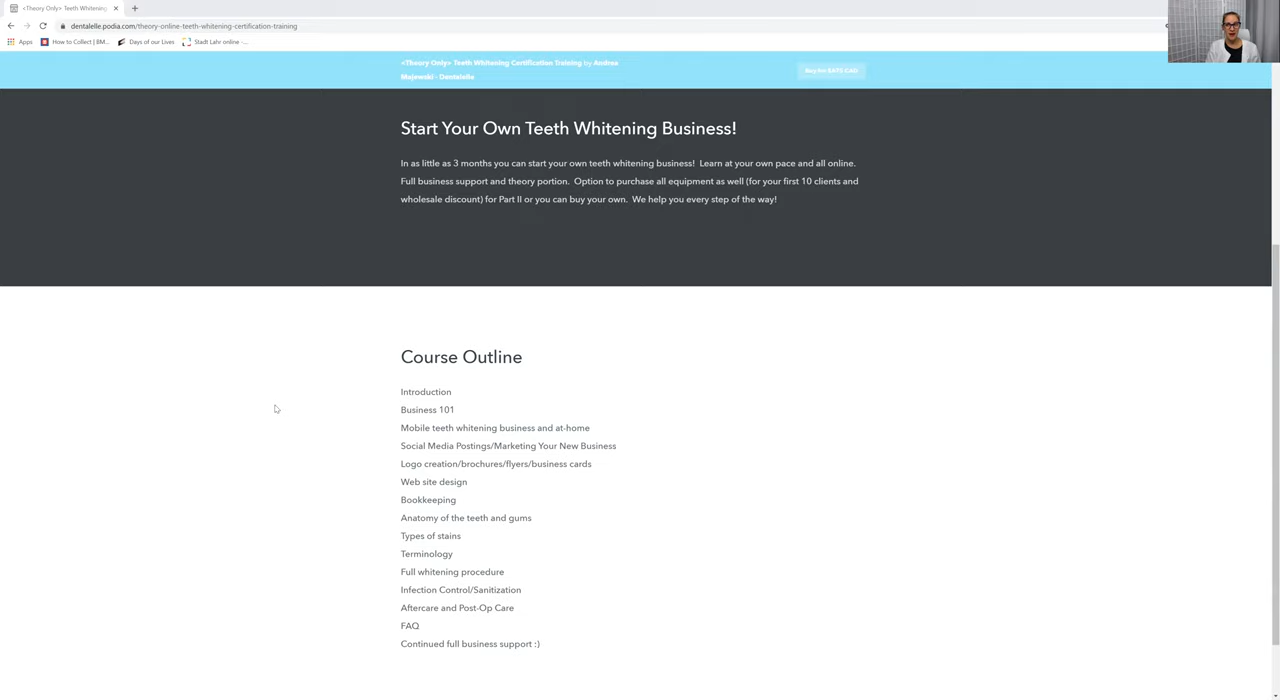 <Theory Only> Teeth Whitening
dentalelle.podia.com/theory-online-teeth-whitening-certification-training
Apps
How to Collect | BM...
Days of our Lives
Stadt Lahr online -...
<Theory Only> Teeth Whitening Certification Training by Andrea
Majewski - Dentalelle
Start Your Own Teeth Whitening Business!
In as little as 3 months you can start your own teeth whitening business! Learn at your own pace and all online.
Full business support and theory portion. Option to purchase all equipment as well (for your first 10 clients and
wholesale discount) for Part II or you can buy your own. We help you every step of the way!
Course Outline
Introduction
Business 101
Mobile teeth whitening business and at-home
Social Media Postings/Marketing Your New Business
Logo creation/brochures/flyers/business cards
Web site design
Bookkeeping
Anatomy of the teeth and gums
Types of stains
Terminology
Full whitening procedure
Infection Control/Sanitization
Aftercare and Post-Op Care
FAQ
Continued full business support :)